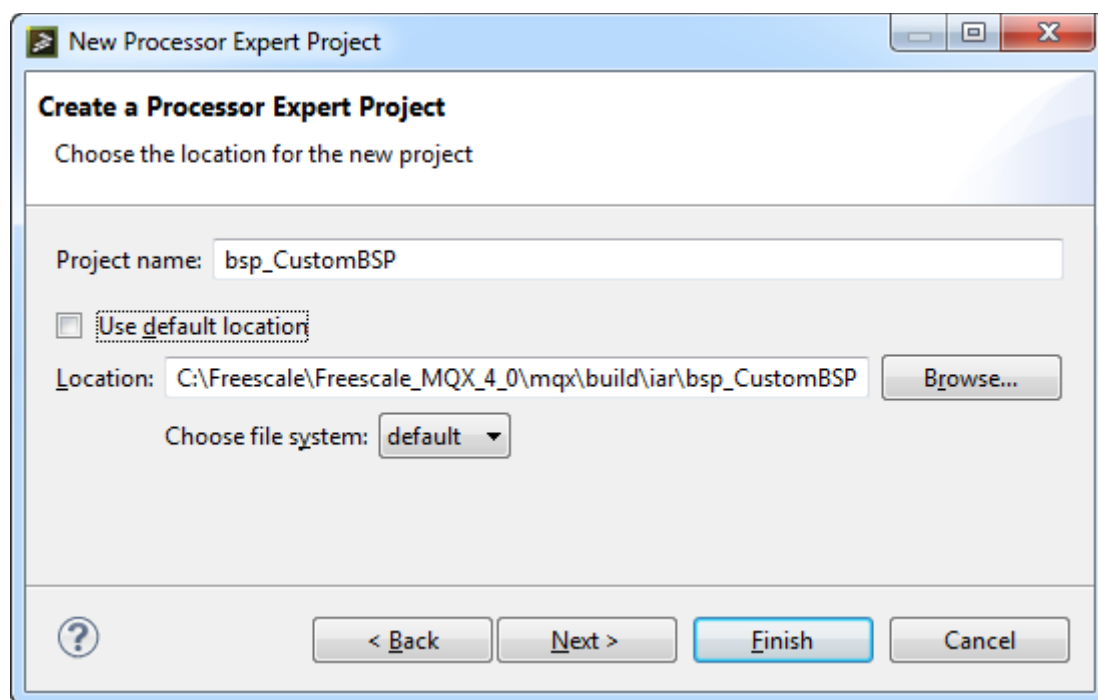 New Processor Expert Project
Create a Processor Expert Project
Choose the location for the new project
Project name: bsp_CustomBSP
Use default location
Location: C:\Freescale\Freescale_MQX_4_0\mqx\build\iar\bsp_CustomBSP Browse...
Choose file system: default
? < Back Next > Finish Cancel